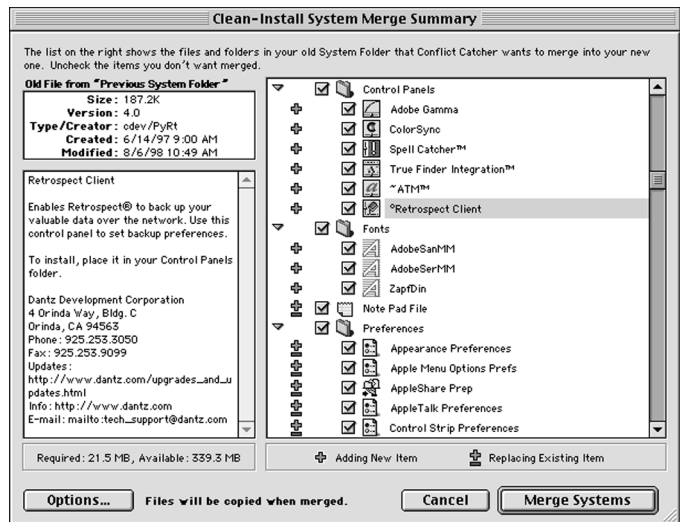 Clean-Install System Merge Summary
The list on the right shows the files and folders in your old System Folder that Conflict Catcher wants to merge into your new
one. Uncheck the items you don't want merged.
Old File from "Previous System Folder"
Size: 187.2K
Version: 4.0
Type/Creator: cdev/PyRt
Created: 6/14/97 9:00 AM
Modified: 8/6/98 10:49 AM
Retrospect Client
Enables Retrospect® to back up your
valuable data over the network. Use this
control panel to set backup preferences.
To install, place it in your Control Panels
folder.
Dantz Development Corporation
4 Orinda Way, Bldg. C
Orinda, CA 94563
Phone: 925.253.3050
Fax: 925.253.9099
Updates:
http://www.dantz.com/upgrades_and_u
pdates.html
Info: http://www.dantz.com
E-mail: mailto:tech_support@dantz.com
Required: 21.5 MB, Available: 339.3 MB
Control Panels
Adobe Gamma
ColorSync
Spell Catcher™
True Finder Integration™
~ATM™
°Retrospect Client
Fonts
AdobeSanMM
AdobeSerMM
ZapfDin
Note Pad File
Preferences
Appearance Preferences
Apple Menu Options Prefs
AppleShare Prep
AppleTalk Preferences
Control Strip Preferences
Adding New Item
Replacing Existing Item
Options...
Files will be copied when merged.
Cancel
Merge Systems